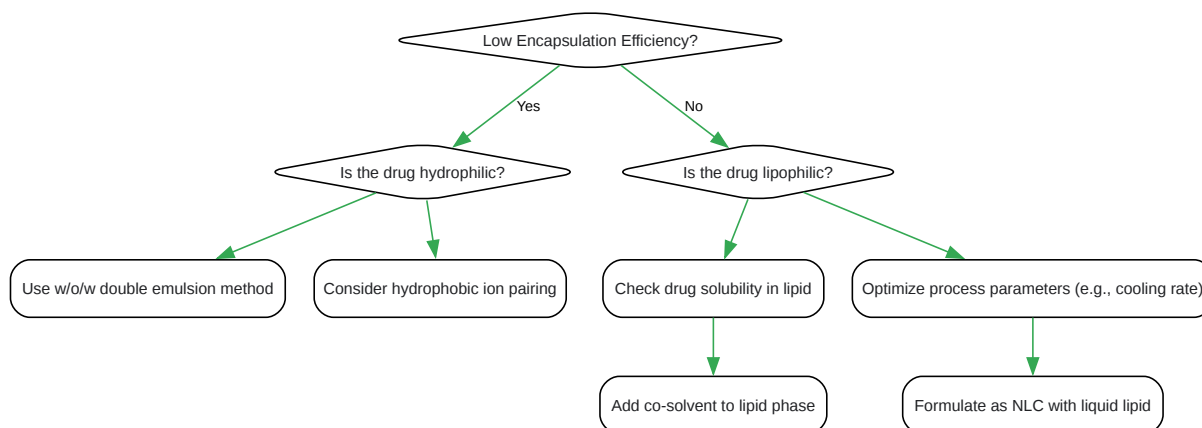 Low Encapsulation Efficiency?
Yes
No
Is the drug hydrophilic?
Is the drug lipophilic?
Use w/o/w double emulsion method
Consider hydrophobic ion pairing
Check drug solubility in lipid
Optimize process parameters (e.g., cooling rate)
Add co-solvent to lipid phase
Formulate as NLC with liquid lipid